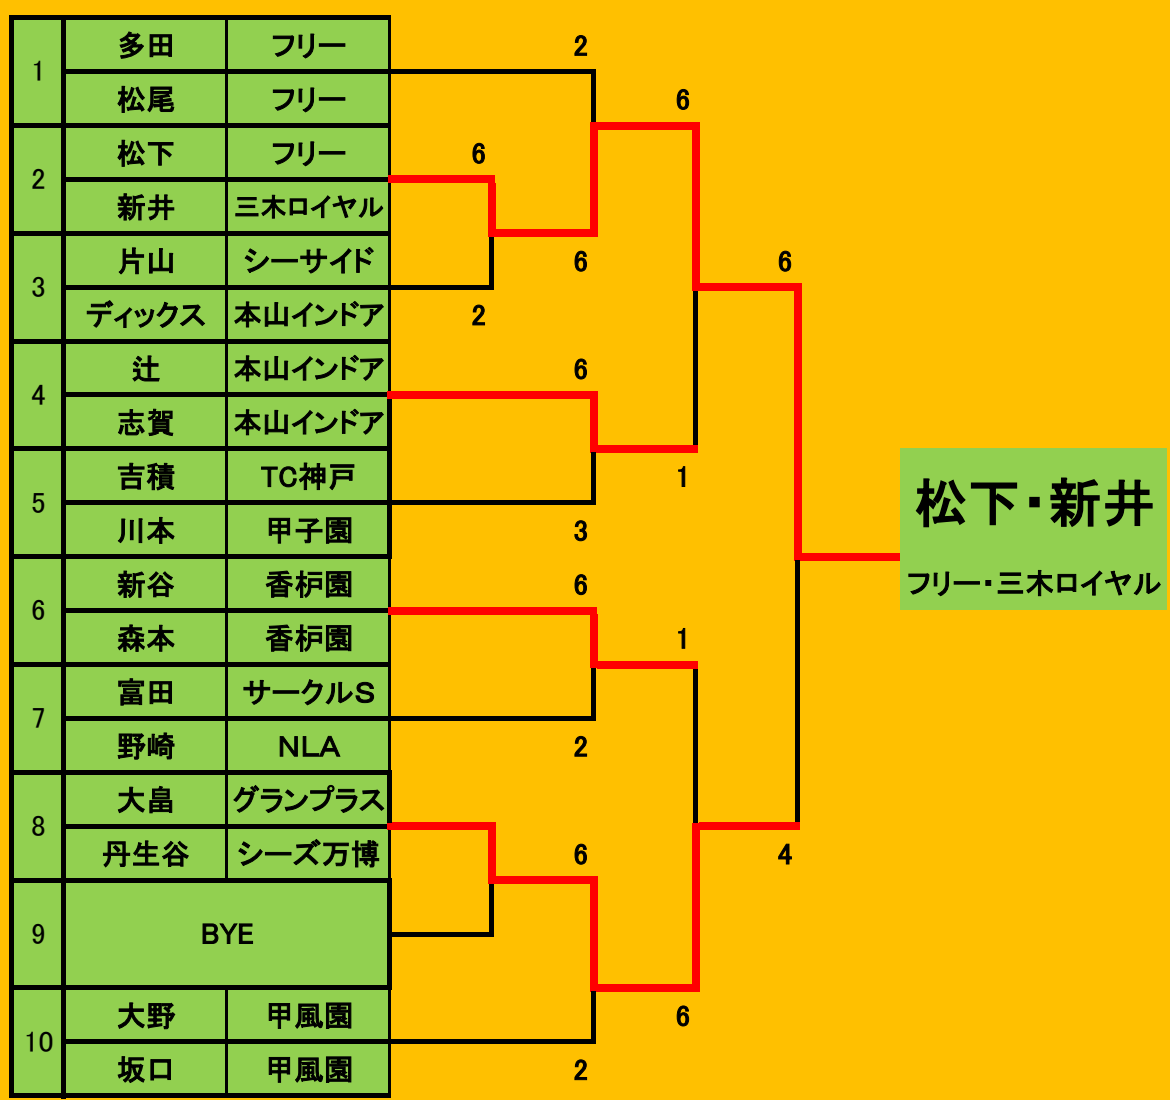 1 多田 フリー
松尾 フリー
2 松下 フリー
新井 三木ロイヤル
3 片山 シーサイド
ディックス 本山インドア
4 辻 本山インドア
志賀 本山インドア
5 吉積 TC神戸
川本 甲子園
6 新谷 香枦園
森本 香枦園
7 富田 サークルS
野崎 NLA
8 大畠 グランプラス
丹生谷 シーズ万博
9 BYE
10 大野 甲風園
坂口 甲風園
2
6
6
6
6
2
6
1
3
6
1
2
6
4
6
2
松下・新井
フリー・三木ロイヤル